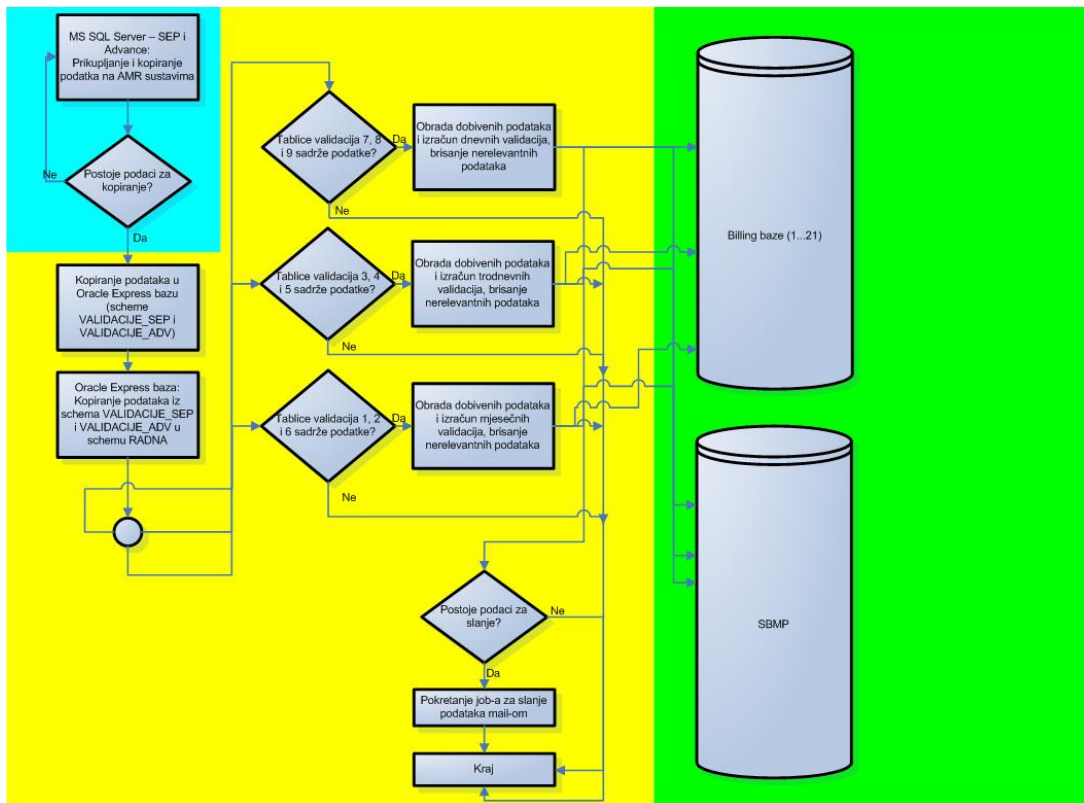 MS SQL Server – SEP i
Advance:
Prikupljanje i kopiranje
podatka na AMR sustavima
Postoje podaci za
kopiranje?
Ne
Da
Kopiranje podataka u
Oracle Express bazu
(scheme
VALIDACIJE_SEP i
VALIDACIJE_ADV)
Oracle Express baza:
Kopiranje podataka iz
schema VALIDACIJE_SEP
i VALIDACIJE_ADV u
schemu RADNA
Tablice validacija 7, 8
i 9 sadrže podatke?
Da
Ne
Obrada dobivenih podataka
i izračun dnevnih validacija,
brisanje nerelevantnih
podataka
Tablice validacija 3, 4
i 5 sadrže podatke?
Da
Ne
Obrada dobivenih podataka
i izračun trodnevnih
validacija, brisanje
nerelevantnih podataka
Tablice validacija 1, 2
i 6 sadrže podatke?
Da
Ne
Obrada dobivenih podataka
i izračun mjesečnih
validacija, brisanje
nerelevantnih podataka
Postoje podaci za
slanje?
Ne
Da
Pokretanje job-a za slanje
podataka mail-om
Kraj
Billing baze (1...21)
SBMP